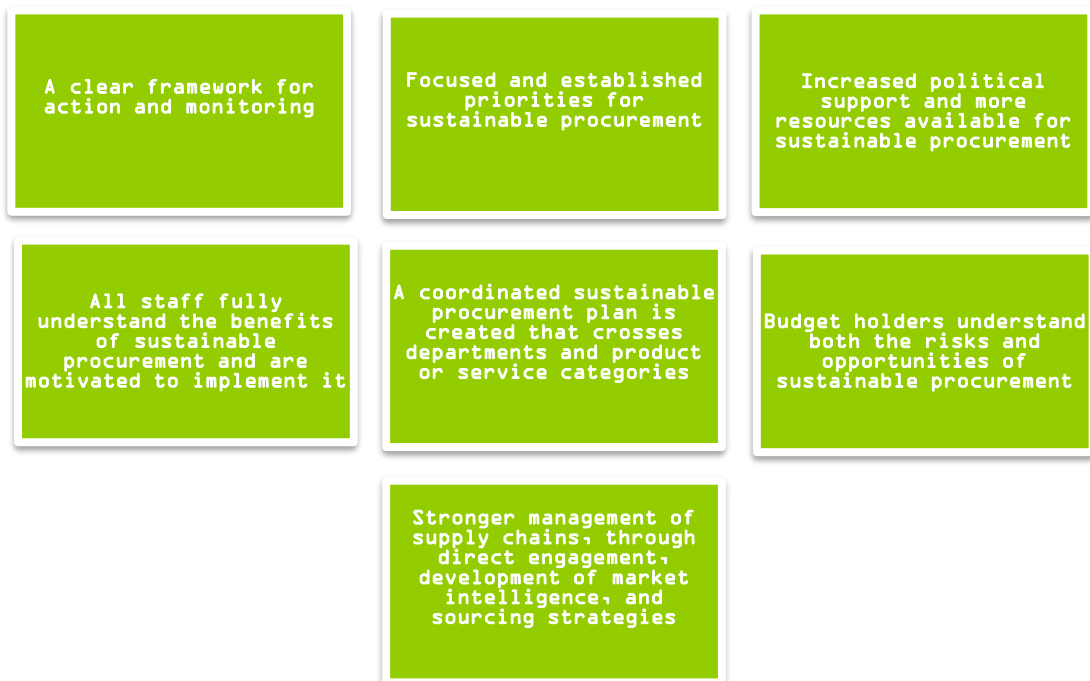 A clear framework for
action and monitoring
Focused and established
priorities for
sustainable procurement
Increased political
support and more
resources available for
sustainable procurement
All staff fully
understand the benefits
of sustainable
procurement and are
motivated to implement it
A coordinated sustainable
procurement plan is
created that crosses
departments and product
or service categories
Budget holders understand
both the risks and
opportunities of
sustainable procurement
Stronger management of
supply chains, through
direct engagement,
development of market
intelligence, and
sourcing strategies